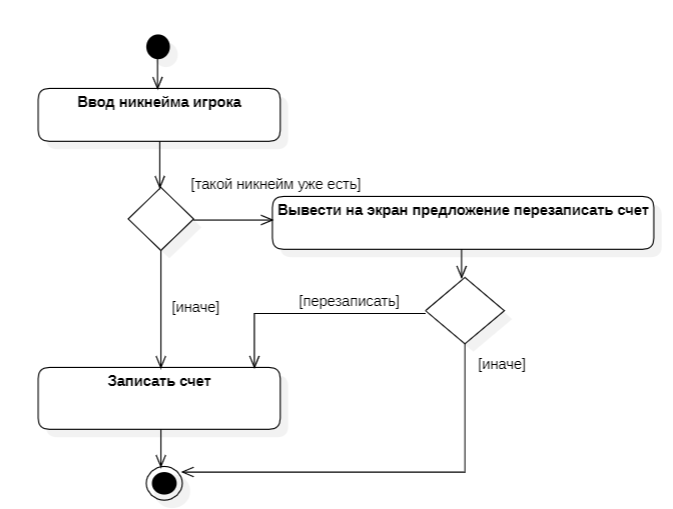 Ввод никнейма игрока
[такой никнейм уже есть]
Вывести на экран предложение перезаписать счет
[иначе]
[перезаписать]
[иначе]
Записать счет